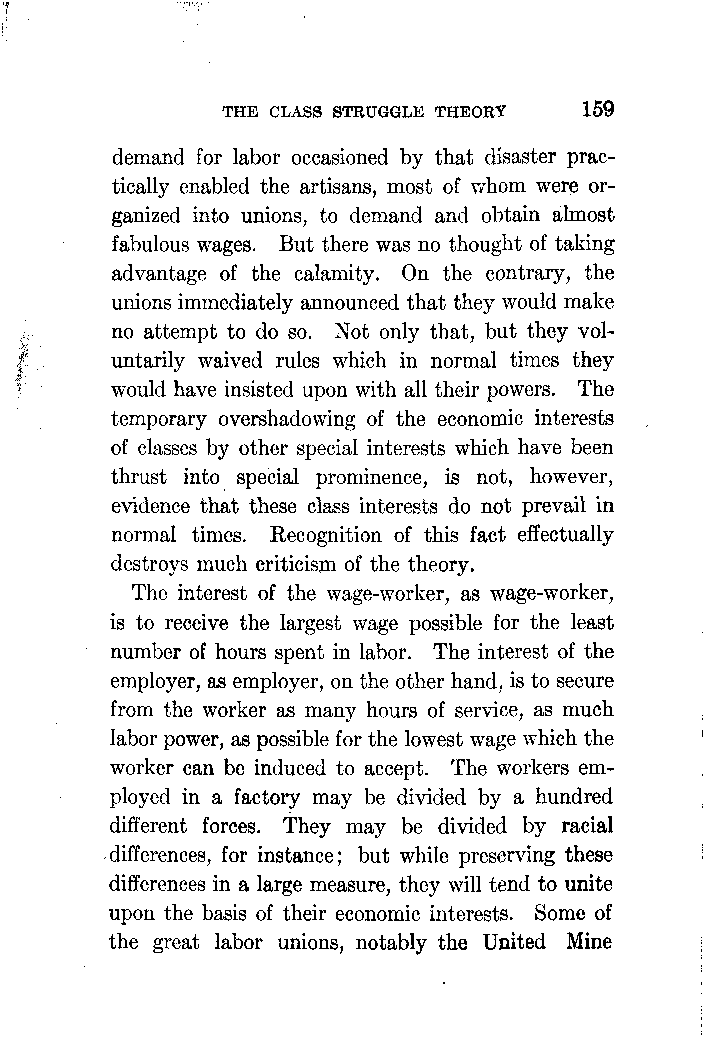 THE CLASS STRUGGLE THEORY 159
demand for labor occasioned by that disaster prac-
tically enabled the artisans, most of whom were or-
ganized into unions, to demand and obtain almost
fabulous wages. But there was no thought of taking
advantage of the calamity. On the contrary, the
unions immediately announced that they would make
no attempt to do so. Not only that, but they vol-
untarily waived rules which in normal times they
would have insisted upon with all their powers. The
temporary overshadowing of the economic interests
of classes by other special interests which have been
thrust into special prominence, is not, however,
evidence that these class interests do not prevail in
normal times. Recognition of this fact effectually
destroys much criticism of the theory.
The interest of the wage-worker, as wage-worker,
is to receive the largest wage possible for the least
number of hours spent in labor. The interest of the
employer, as employer, on the other hand, is to secure
from the worker as many hours of service, as much
labor power, as possible for the lowest wage which the
worker can be induced to accept. The workers em-
ployed in a factory may be divided by a hundred
different forces. They may be divided by racial
differences, for instance; but while preserving these
differences in a large measure, they will tend to unite
upon the basis of their economic interests. Some of
the great labor unions, notably the United Mine